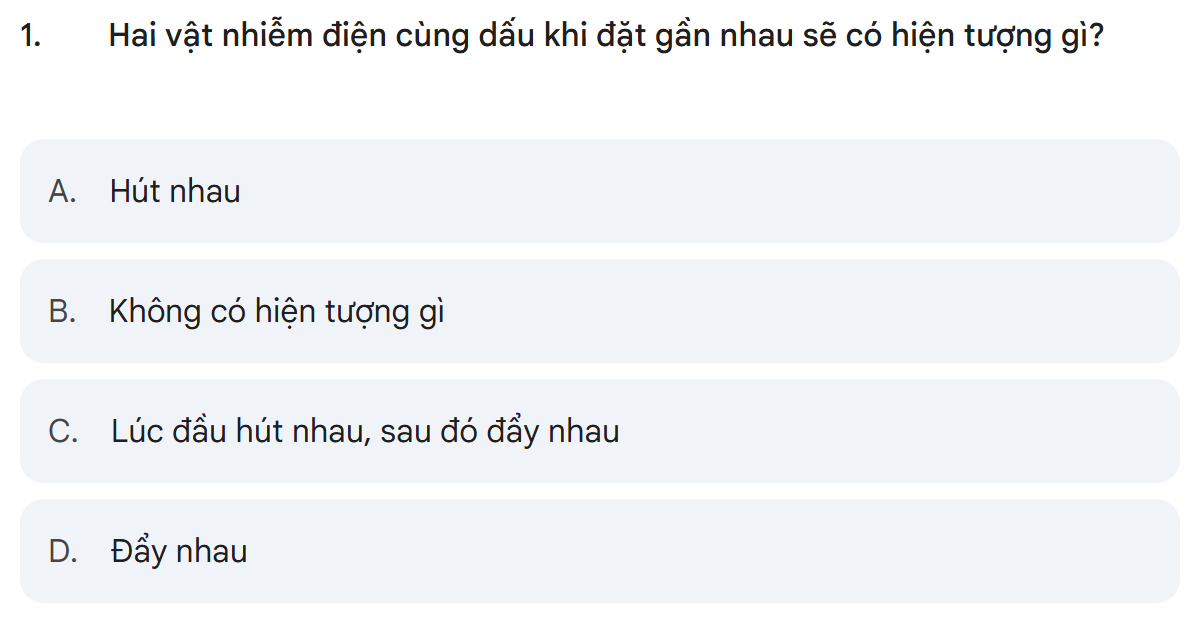 1. Hai vật nhiễm điện cùng dấu khi đặt gần nhau sẽ có hiện tượng gì?
A. Hút nhau
B. Không có hiện tượng gì
C. Lúc đầu hút nhau, sau đó đẩy nhau
D. Đẩy nhau